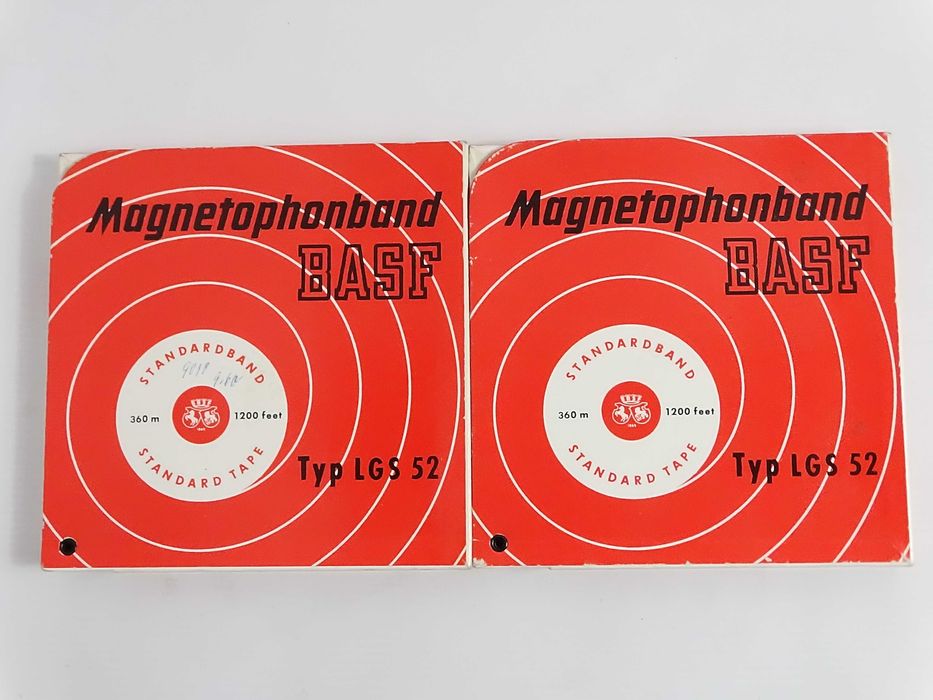 Magnetophonband
BASF
STANDARDBAND
360 m
1200 feet
STANDARD TAPE
Typ LGS 52
Magnetophonband
BASF
STANDARDBAND
360 m
1200 feet
STANDARD TAPE
Typ LGS 52